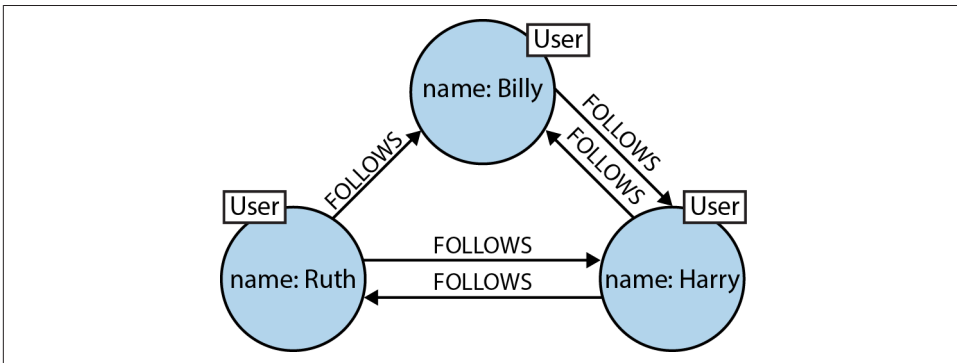 User
name: Billy
FOLLOWS
FOLLOWS
FOLLOWS
User
User
FOLLOWS
name: Ruth
name: Harry
FOLLOWS